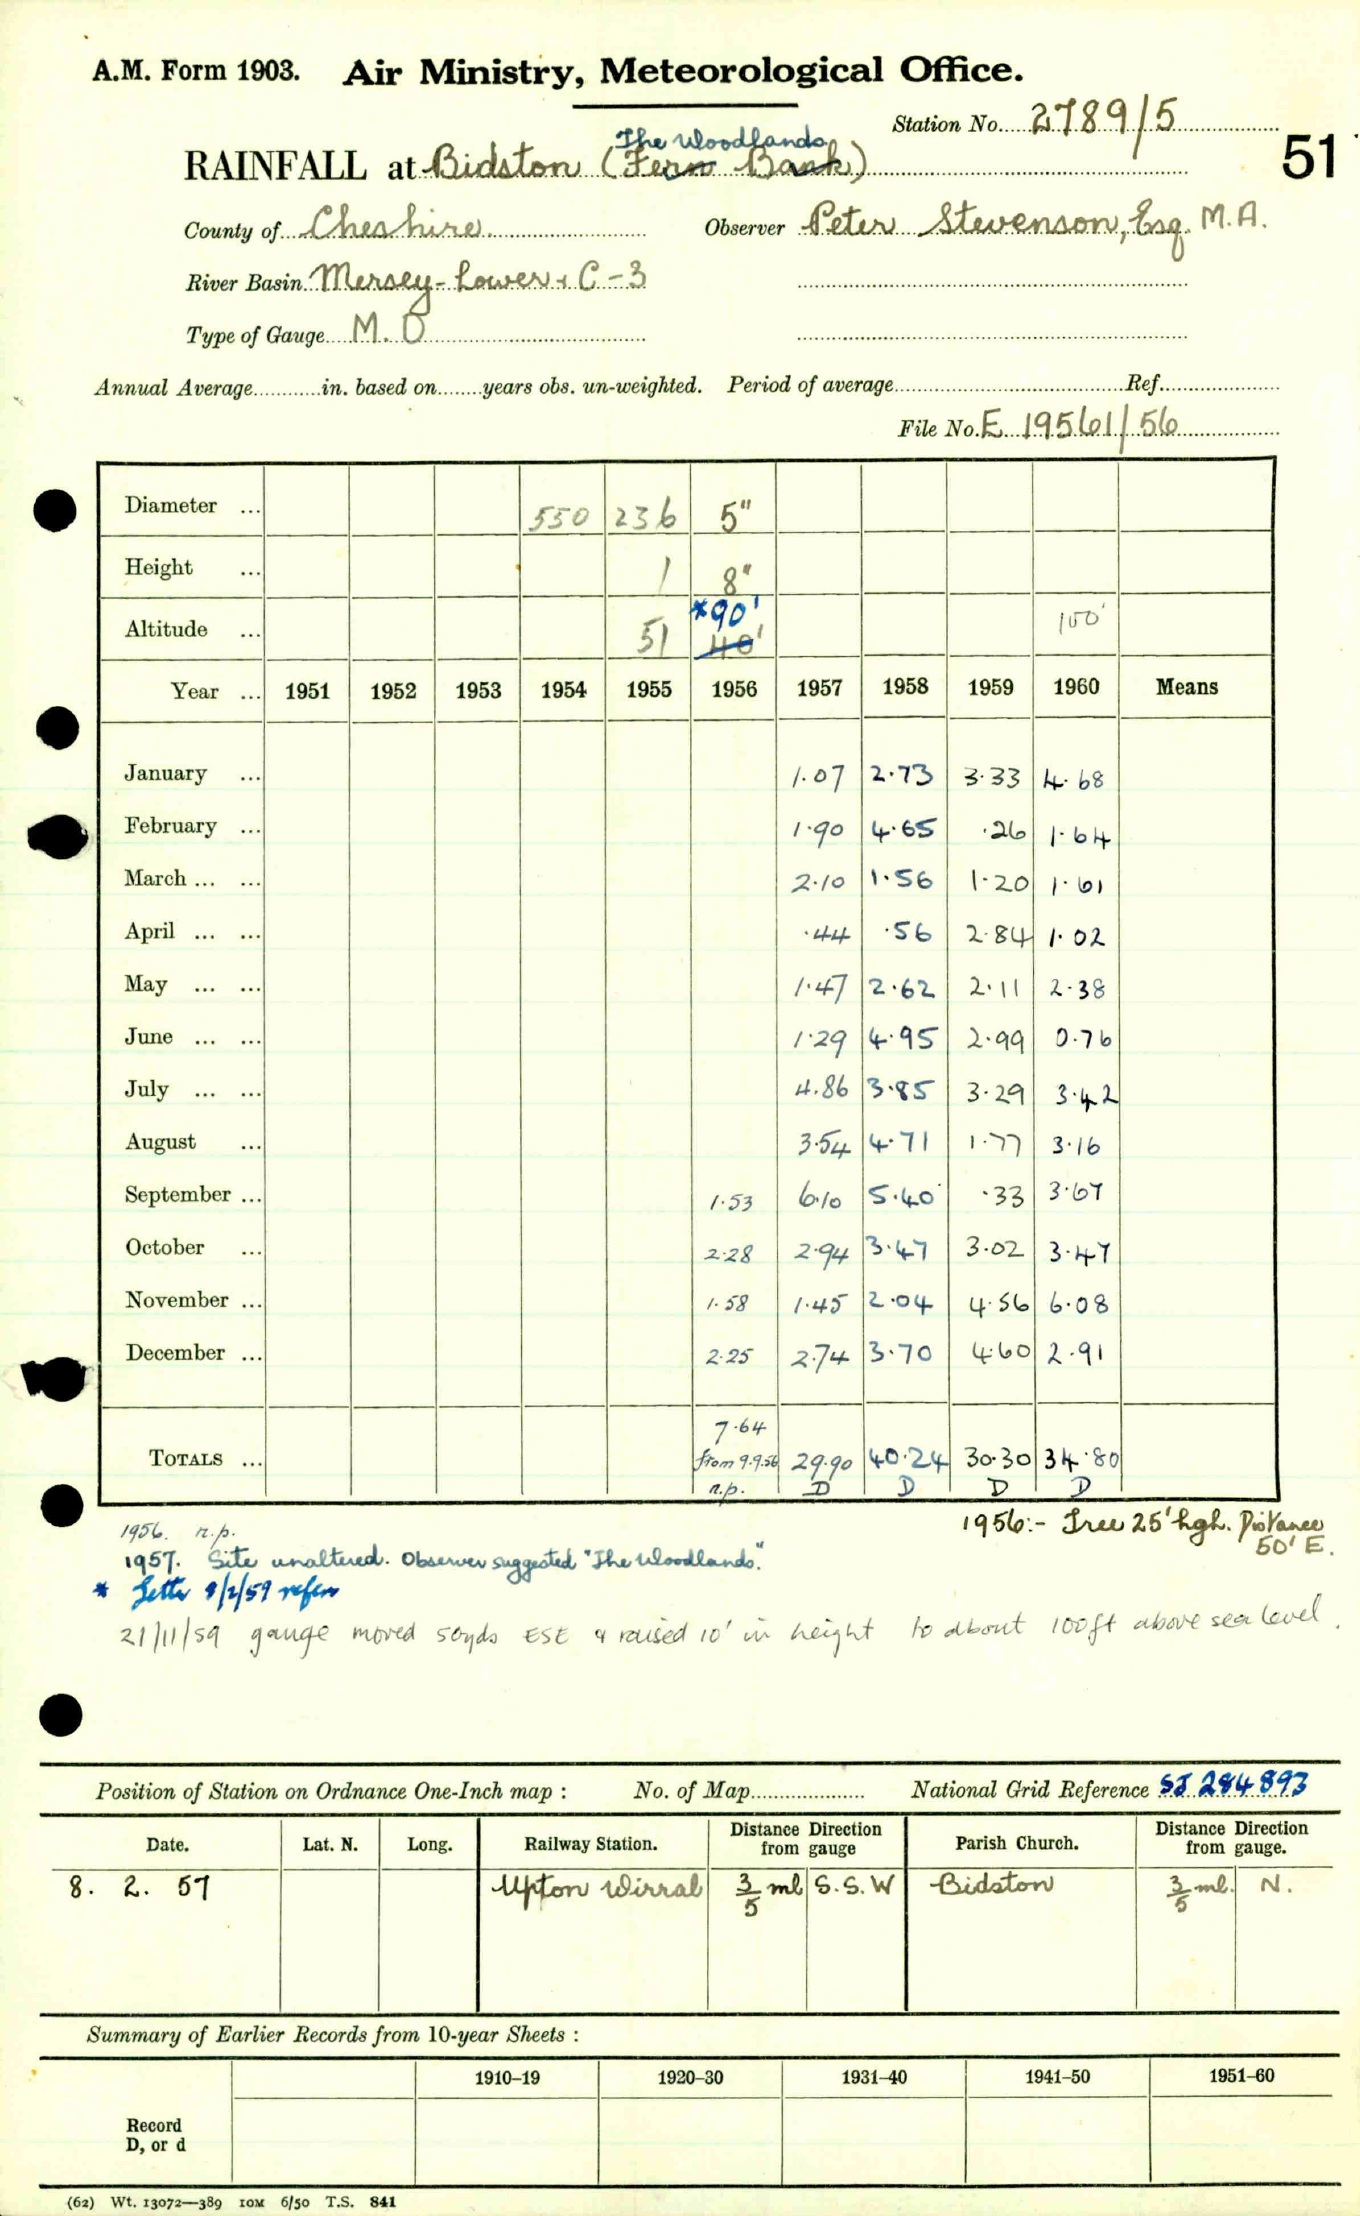 A.M. Form 1903. Air Ministry, Meteorological Office.
Station No. 2789/5
The Woodlands
RAINFALL at Bidston (Fern Bank)
51
County of Cheshire Observer Peter Stevenson, Esq. M.A.
River Basin Mersey-Lower + C-3
Type of Gauge M.O
Annual Average............in. based on........years obs. un-weighted. Period of average............ Ref............
File No. E 19561/56
Diameter ... 550 236 5"
Height ... 1 8"
*90'
Altitude ... 51 40' 100'
Year ... 1951 1952 1953 1954 1955 1956 1957 1958 1959 1960 Means
January ... 1.07 2.73 3.33 4.68
February ... 1.90 4.65 .26 1.64
March ... ... 2.10 1.56 1.20 1.61
April ... ... .44 .56 2.84 1.02
May ... ... 1.47 2.62 2.11 2.38
June ... ... 1.29 4.95 2.99 0.76
July ... ... 4.86 3.85 3.29 3.42
August ... 3.54 4.71 1.77 3.16
September ... 1.53 6.10 5.40 .33 3.67
October ... 2.28 2.94 3.47 3.02 3.47
November ... 1.58 1.45 2.04 4.56 6.08
December ... 2.25 2.74 3.70 4.60 2.91
7.64
TOTALS ... from 9.9.56 29.90 40.24 30.30 34.80
n.p. D D D D
1956. n.p. 1956:- Tree 25' hgh. Distance
50' E.
1957. Site unaltered. Observer suggested "The Woodlands".
* Letter 9/2/59 refers
21/11/59 gauge moved 50yds ESE & raised 10' in height to about 100ft above sea level.
Position of Station on Ordnance One-Inch map : No. of Map............ National Grid Reference SJ 284893
Date. Lat. N. Long. Railway Station. Distance from Direction gauge Parish Church. Distance from Direction gauge.
8. 2. 57 Upton Wirral 3/5 ml S.S.W Bidston 3/5 ml. N.
Summary of Earlier Records from 10-year Sheets :
1910–19 1920–30 1931–40 1941–50 1951–60
Record
D, or d
(62) Wt. 13072—389 10M 6/50 T.S. 841